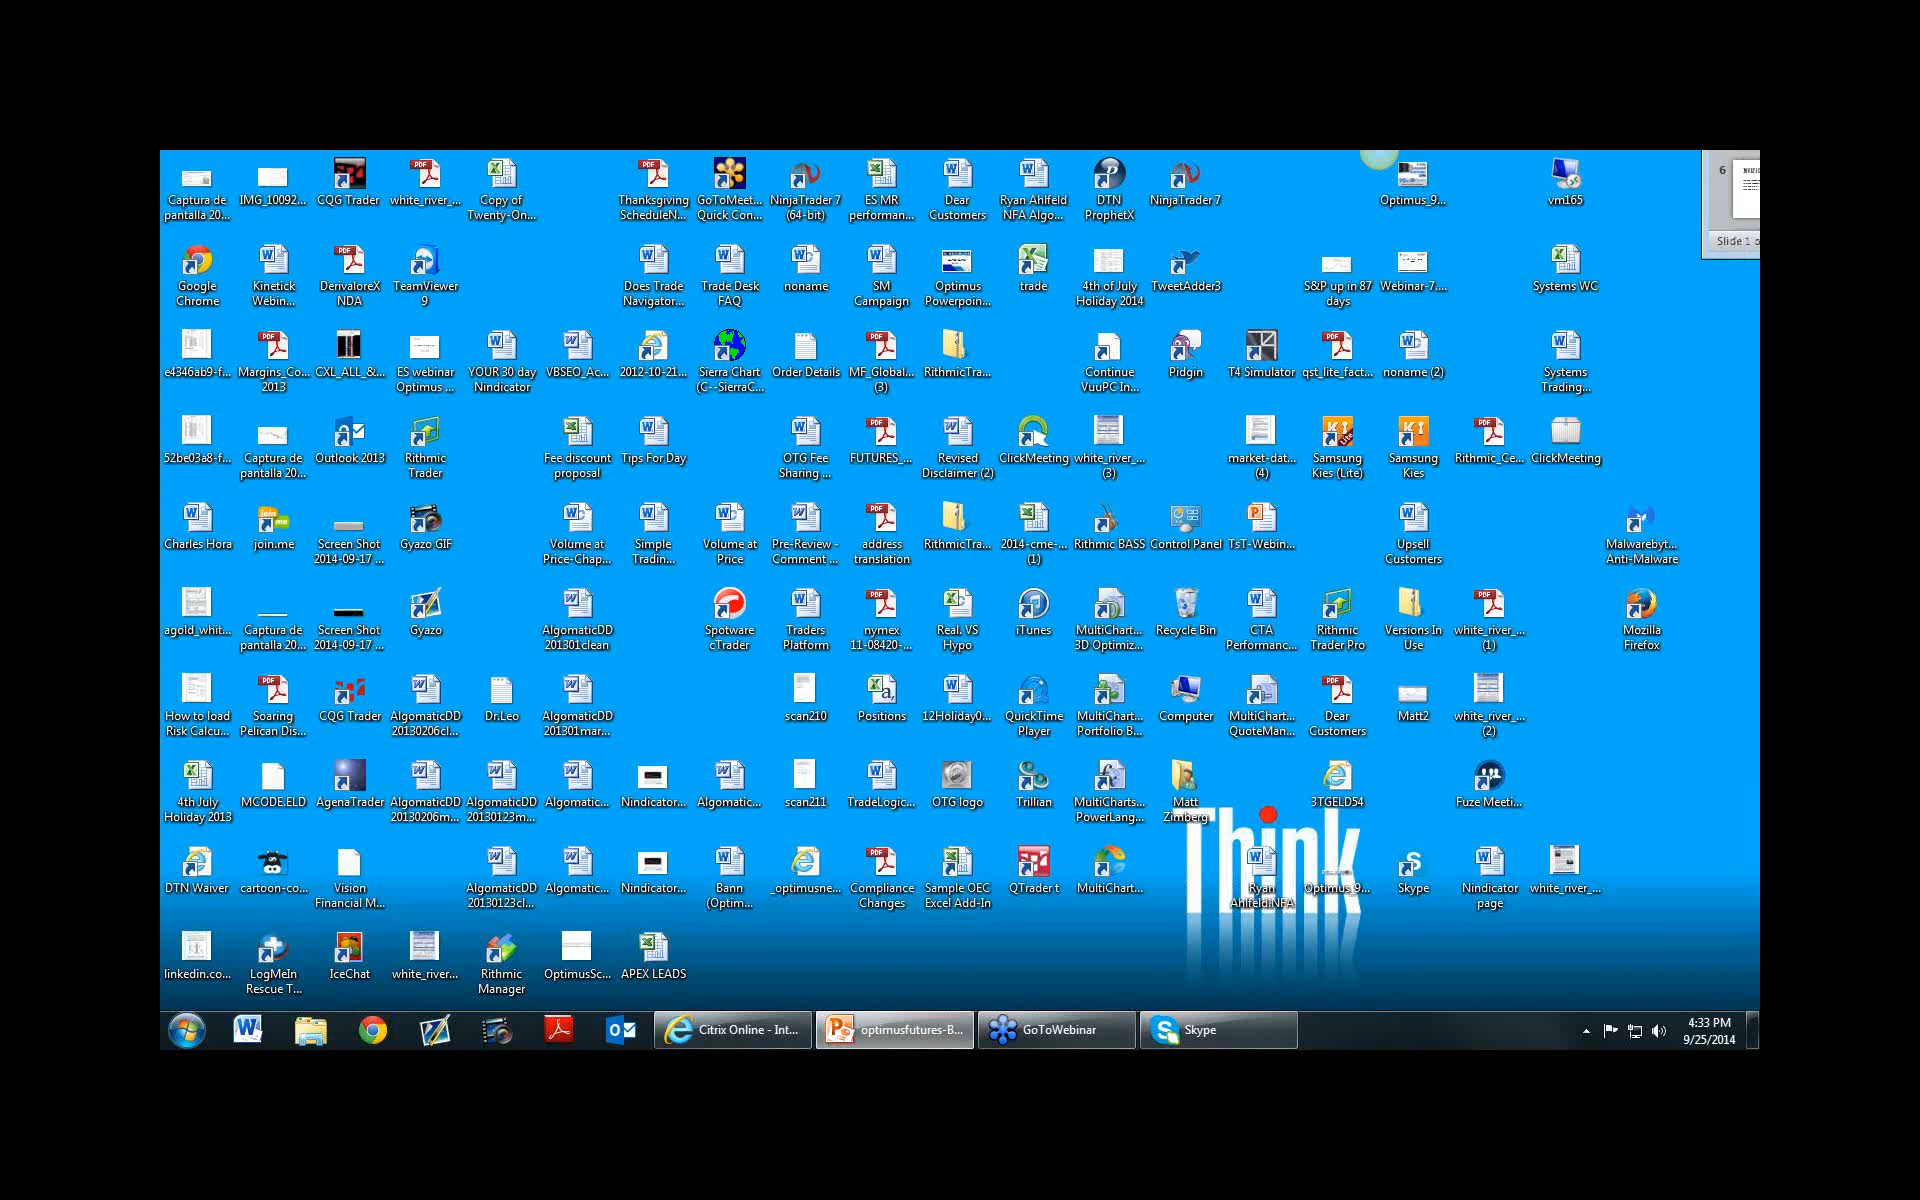 Captura de pantalla 20...
IMG_10092...
CQG Trader
white_river_...
Copy of Twenty-On...
Thanksgiving ScheduleN...
GoToMeet... Quick Con...
NinjaTrader 7 (64-bit)
ES MR performan...
Dear Customers
Ryan Ahlfeld NFA Algo...
DTN ProphetX
NinjaTrader 7
Optimus_9...
vm165
6
Slide 1 o
Google Chrome
Kinetick Webin...
DerivaloreX NDA
TeamViewer 9
Does Trade Navigator...
Trade Desk FAQ
noname
SM Campaign
Optimus Powerpoin...
trade
4th of July Holiday 2014
TweetAdder3
S&P up in 87 days
Webinar-7....
Systems WC
e4346ab9-f...
Margins_Co... 2013
CXL_ALL_&...
ES webinar Optimus ...
YOUR 30 day Nindicator
VBSEO_Ac...
2012-10-21...
Sierra Chart (C--SierraC...
Order Details
MF_Global... (3)
RithmicTra...
Continue VuuPC In...
Pidgin
T4 Simulator
qst_lite_fact...
noname (2)
Systems Trading...
52be03a8-f...
Captura de pantalla 20...
Outlook 2013
Rithmic Trader
Fee discount proposal
Tips For Day
OTG Fee Sharing ...
FUTURES_...
Revised Disclaimer (2)
ClickMeeting
white_river_... (3)
market-dat... (4)
Samsung Kies (Lite)
Samsung Kies
Rithmic_Ce...
ClickMeeting
Charles Hora
join.me
Screen Shot 2014-09-17 ...
Gyazo GIF
Volume at Price-Chap...
Simple Tradin...
Volume at Price
Pre-Review - Comment ...
address translation
RithmicTra...
2014-cme-... (1)
Rithmic BASS
Control Panel
TsT-Webin...
Upsell Customers
Malwarebyt... Anti-Malware
agold_whit...
Captura de pantalla 20...
Screen Shot 2014-09-17 ...
Gyazo
AlgomaticDD 201301clean
Spotware cTrader
Traders Platform
nymex 11-08420-...
Real. VS Hypo
iTunes
MultiChart... 3D Optimiz...
Recycle Bin
CTA Performanc...
Rithmic Trader Pro
Versions In Use
white_river_... (1)
Mozilla Firefox
How to load Risk Calcu...
Soaring Pelican Dis...
CQG Trader
AlgomaticDD 20130206cl...
Dr.Leo
AlgomaticDD 201301mar...
scan210
Positions
12Holiday0...
QuickTime Player
MultiChart... Portfolio B...
Computer
MultiChart... QuoteMan...
Dear Customers
Matt2
white_river_... (2)
4th July Holiday 2013
MCODE.ELD
AgenaTrader
AlgomaticDD 20130206m...
AlgomaticDD 20130123m...
Algomatic...
Nindicator...
Algomatic...
scan211
TradeLogic...
OTG logo
Trillian
MultiCharts... PowerLang...
Matt Zimberg
3TGELD54
Fuze Meeti...
Think
DTN Waiver
cartoon-co...
Vision Financial M...
AlgomaticDD 20130123cl...
Algomatic...
Nindicator...
Bann (Optim...
_optimusne...
Compliance Changes
Sample OEC Excel Add-In
QTrader t
MultiChart...
Ryan Ahlfeld.NFA
Optimus_9...
Skype
Nindicator page
white_river_...
linkedin.co...
LogMeIn Rescue T...
IceChat
white_river...
Rithmic Manager
OptimusSc...
APEX LEADS
Citrix Online - Int...
optimusfutures-B...
GoToWebinar
Skype
4:33 PM
9/25/2014